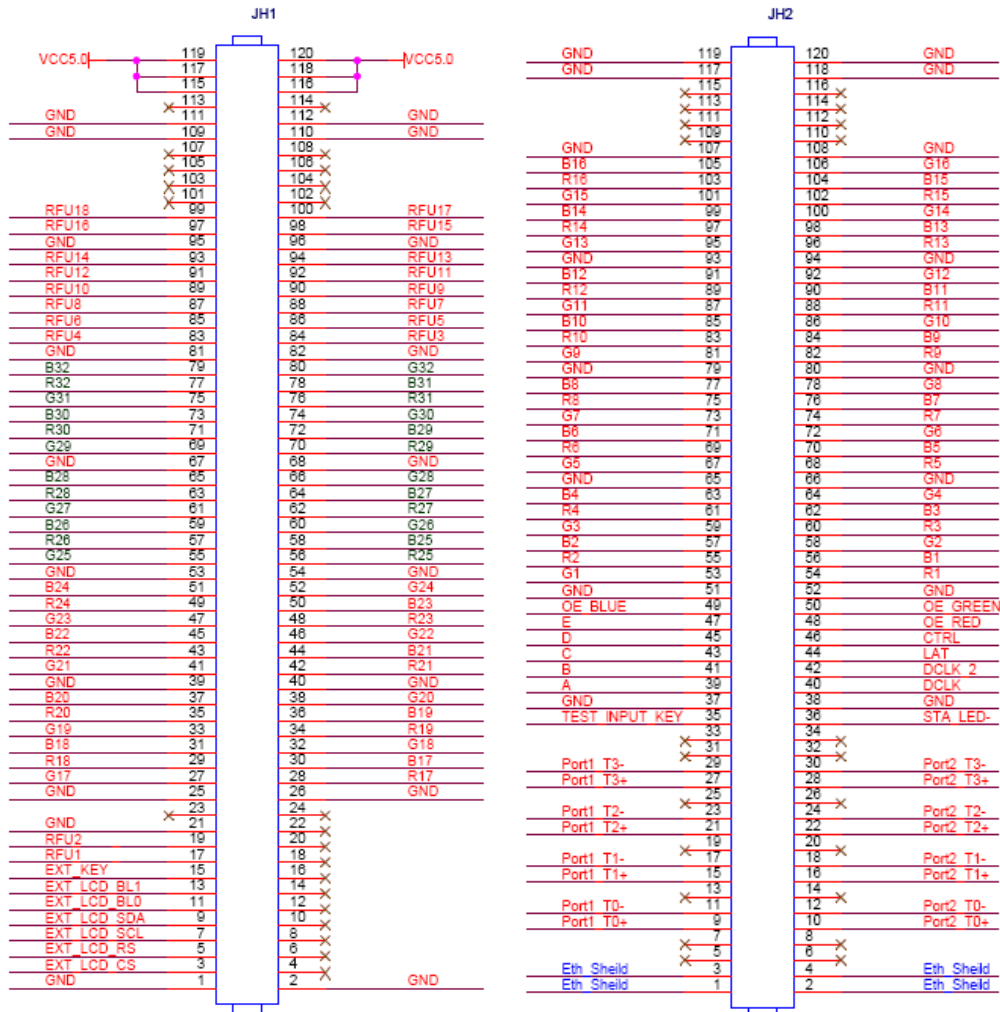 JH1
VCC5.0 119 120 VCC5.0
117 118
115 116
113 114
GND 111 112 GND
GND 109 110 GND
107 108
105 106
103 104
101 102
RFU18 99 100 RFU17
RFU16 97 98 RFU15
GND 95 96 GND
RFU14 93 94 RFU13
RFU12 91 92 RFU11
RFU10 89 90 RFU9
RFU8 87 88 RFU7
RFU6 85 86 RFU5
RFU4 83 84 RFU3
GND 81 82 GND
B32 79 80 G32
R32 77 78 B31
G31 75 76 R31
B30 73 74 G30
R30 71 72 B29
G29 69 70 R29
GND 67 68 GND
B28 65 66 G28
R28 63 64 B27
G27 61 62 R27
B26 59 60 G26
R26 57 58 B25
G25 55 56 R25
GND 53 54 GND
B24 51 52 G24
R24 49 50 B23
G23 47 48 R23
B22 45 46 G22
R22 43 44 B21
G21 41 42 R21
GND 39 40 GND
B20 37 38 G20
R20 35 36 B19
G19 33 34 R19
B18 31 32 G18
R18 29 30 B17
G17 27 28 R17
GND 25 26 GND
23 24
GND 21 22
RFU2 19 20
RFU1 17 18
EXT_KEY 15 16
EXT_LCD_BL1 13 14
EXT_LCD_BL0 11 12
EXT_LCD_SDA 9 10
EXT_LCD_SCL 7 8
EXT_LCD_RS 5 6
EXT_LCD_CS 3 4
GND 1 2 GND
JH2
GND 119 120 GND
GND 117 118 GND
115 116
113 114
111 112
109 110
GND 107 108 GND
B16 105 106 G16
R16 103 104 B15
G15 101 102 R15
B14 99 100 G14
R14 97 98 B13
G13 95 96 R13
GND 93 94 GND
B12 91 92 G12
R12 89 90 B11
G11 87 88 R11
B10 85 86 G10
R10 83 84 B9
G9 81 82 R9
GND 79 80 GND
B8 77 78 G8
R8 75 76 B7
G7 73 74 R7
B6 71 72 G6
R6 69 70 B5
G5 67 68 R5
GND 65 66 GND
B4 63 64 G4
R4 61 62 B3
G3 59 60 R3
B2 57 58 G2
R2 55 56 B1
G1 53 54 R1
GND 51 52 GND
OE_BLUE 49 50 OE_GREEN
E 47 48 OE_RED
D 45 46 CTRL
C 43 44 LAT
B 41 42 DCLK_2
A 39 40 DCLK
GND 37 38 GND
TEST_INPUT_KEY 35 36 STA_LED-
33 34
31 32
Port1_T3- 29 30 Port2_T3-
Port1_T3+ 27 28 Port2_T3+
25 26
Port1_T2- 23 24 Port2_T2-
Port1_T2+ 21 22 Port2_T2+
19 20
Port1_T1- 17 18 Port2_T1-
Port1_T1+ 15 16 Port2_T1+
13 14
Port1_T0- 11 12 Port2_T0-
Port1_T0+ 9 10 Port2_T0+
7 8
5 6
Eth_Sheild 3 4 Eth_Sheild
Eth_Sheild 1 2 Eth_Sheild